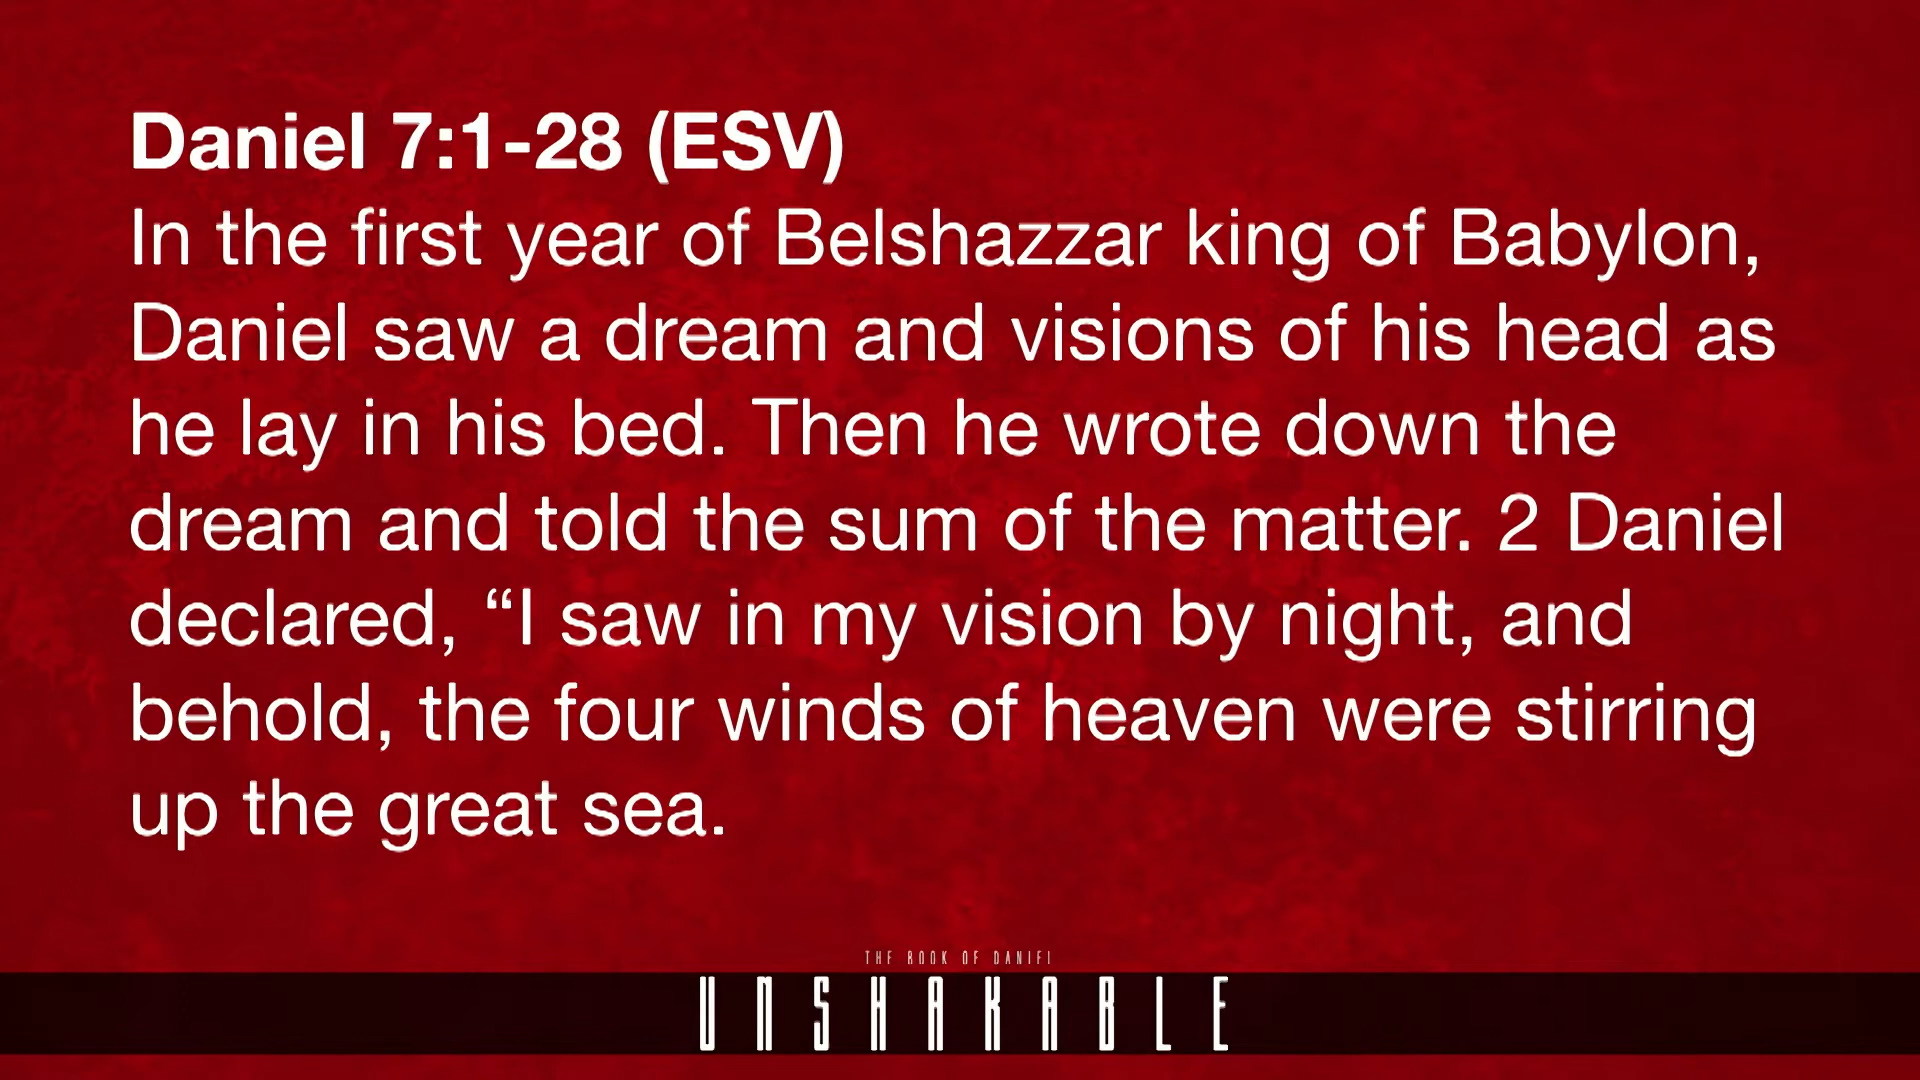 Daniel 7:1-28 (ESV)
In the first year of Belshazzar king of Babylon,
Daniel saw a dream and visions of his head as
he lay in his bed. Then he wrote down the
dream and told the sum of the matter. 2 Daniel
declared, “I saw in my vision by night, and
behold, the four winds of heaven were stirring
up the great sea.
THE BOOK OF DANIEL
UNSHAKABLE